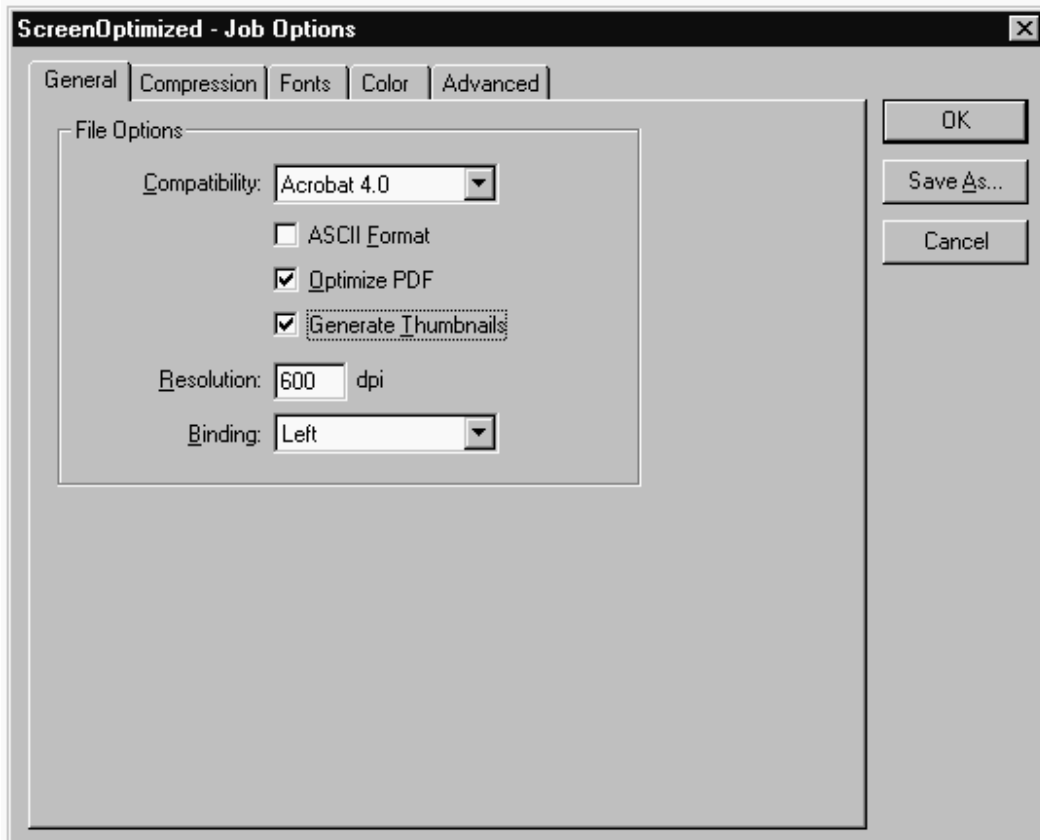 ScreenOptimized - Job Options
General Compression Fonts Color Advanced
File Options
Compatibility: Acrobat 4.0
ASCII Format
Optimize PDF
Generate Thumbnails
Resolution: 600 dpi
Binding: Left
OK
Save As...
Cancel